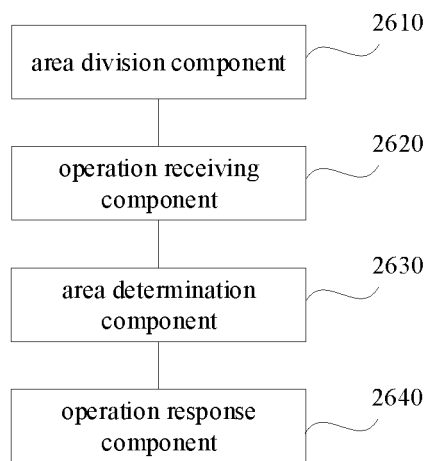 2610
area division component
2620
operation receiving
component
2630
area determination
component
2640
operation response
component